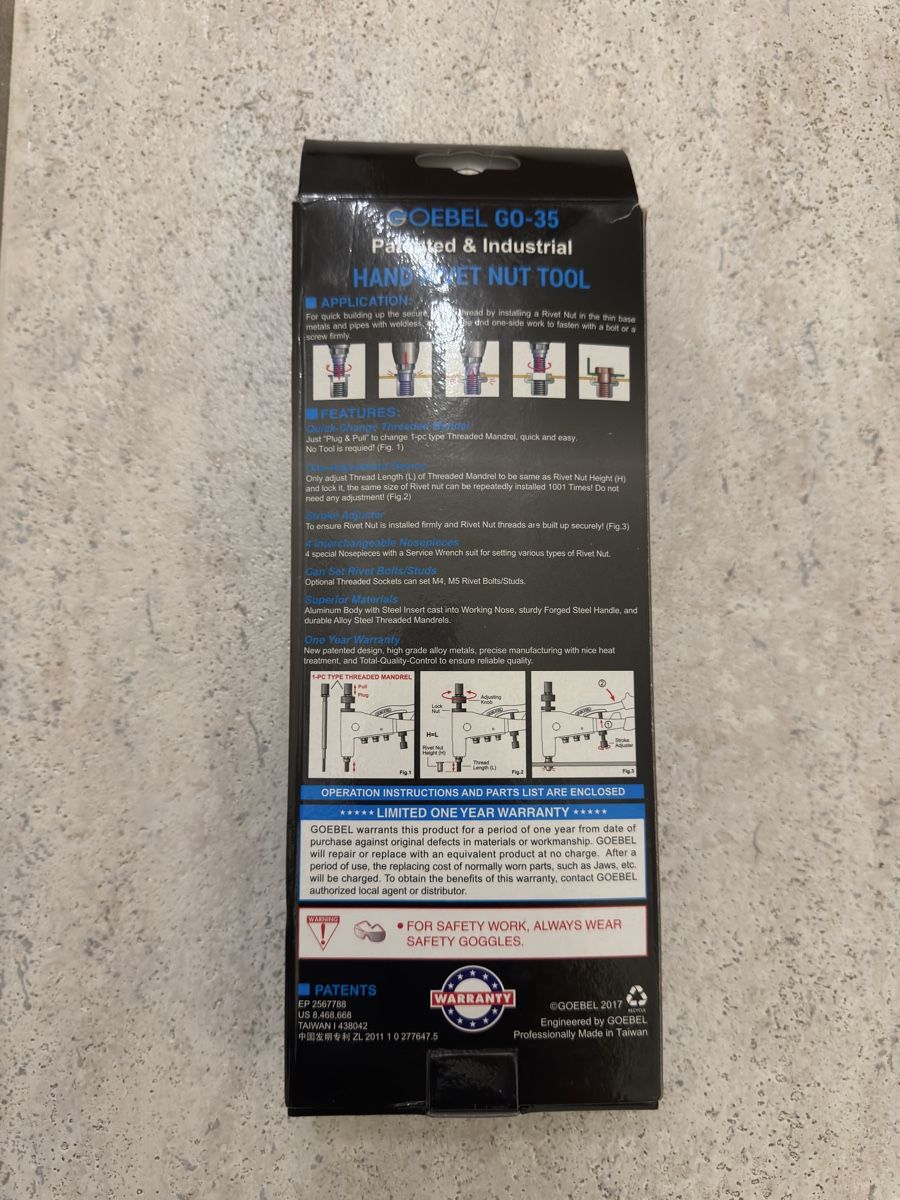 GOEBEL GO-35
Patented & Industrial
HAND RIVET NUT TOOL
APPLICATION:
For quick building up the secure thread by installing a Rivet Nut in the thin base
metals and pipes with weldless, and one-side work to fasten with a bolt or a
screw firmly.
FEATURES:
Quick-Change Threaded Mandrel
Just "Plug & Pull" to change 1-pc type Threaded Mandrel, quick and easy.
No Tool is requied! (Fig. 1)
Only adjust Thread Length (L) of Threaded Mandrel to be same as Rivet Nut Height (H)
and lock it, the same size of Rivet nut can be repeatedly installed 1001 Times! Do not
need any adjustment! (Fig.2)
Stroke Adjuster
To ensure Rivet Nut is installed firmly and Rivet Nut threads are built up securely! (Fig.3)
4 Interchangeable Nosepieces
4 special Nosepieces with a Service Wrench suit for setting various types of Rivet Nut.
Can Set Rivet Bolts/Studs
Optional Threaded Sockets can set M4, M5 Rivet Bolts/Studs.
Superior Materials
Aluminum Body with Steel Insert cast into Working Nose, sturdy Forged Steel Handle, and
durable Alloy Steel Threaded Mandrels.
One Year Warranty
New patented design, high grade alloy metals, precise manufacturing with nice heat
treatment, and Total-Quality-Control to ensure reliable quality.
1-PC TYPE THREADED MANDREL
Pull
Plug
Fig.1
Lock
Nut
Adjusting
Knob
H=L
Rivet Nut
Height (H)
Thread
Length (L)
Fig.2
2
1
Stroke
Adjuster
Fig.3
OPERATION INSTRUCTIONS AND PARTS LIST ARE ENCLOSED
★★★★★ LIMITED ONE YEAR WARRANTY ★★★★★
GOEBEL warrants this product for a period of one year from date of
purchase against original defects in materials or workmanship. GOEBEL
will repair or replace with an equivalent product at no charge. After a
period of use, the replacing cost of normally worn parts, such as Jaws, etc.
will be charged. To obtain the benefits of this warranty, contact GOEBEL
authorized local agent or distributor.
WARNING
!
• FOR SAFETY WORK, ALWAYS WEAR
SAFETY GOGGLES.
PATENTS
EP 2567788
US 8,468,668
TAIWAN I 438042
中国发明专利 ZL 2011 1 0 277647.5
WARRANTY
©GOEBEL 2017
RECYCLE
Engineered by GOEBEL
Professionally Made in Taiwan